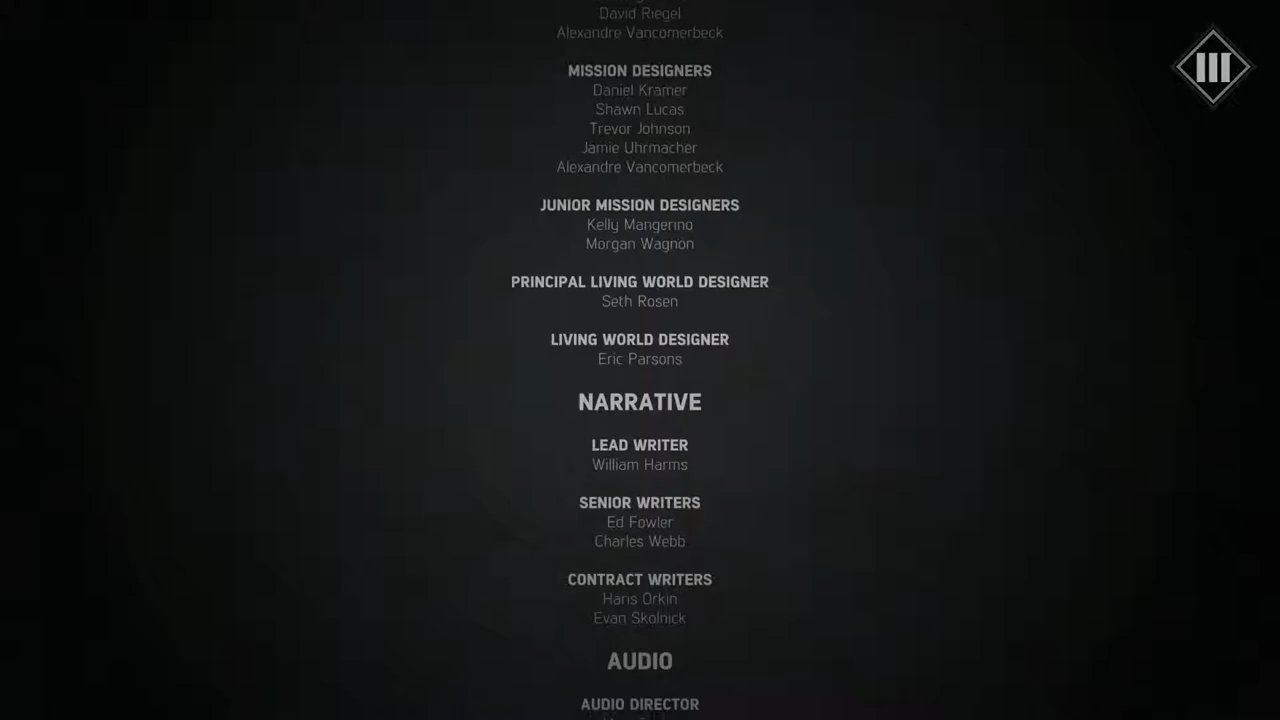 David Riegel
Alexandre Vancomerbeck
MISSION DESIGNERS
Daniel Kramer
Shawn Lucas
Trevor Johnson
Jamie Uhrmacher
Alexandre Vancomerbeck
JUNIOR MISSION DESIGNERS
Kelly Mangerino
Morgan Wagnon
PRINCIPAL LIVING WORLD DESIGNER
Seth Rosen
LIVING WORLD DESIGNER
Eric Parsons
NARRATIVE
LEAD WRITER
William Harms
SENIOR WRITERS
Ed Fowler
Charles Webb
CONTRACT WRITERS
Haris Orkin
Evan Skolnick
AUDIO
AUDIO DIRECTOR